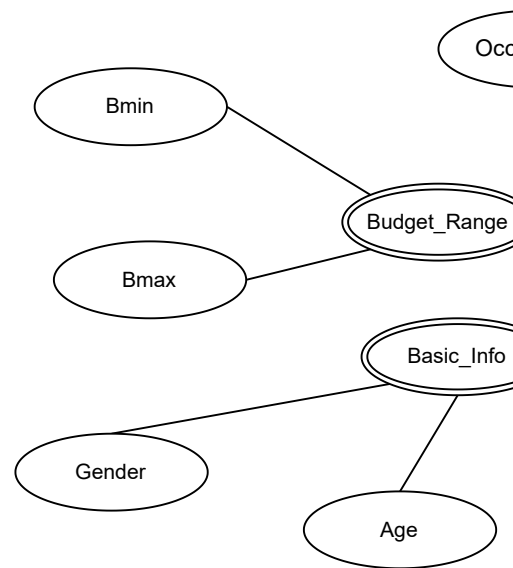 Occ
Bmin
Budget_Range
Bmax
Basic_Info
Gender
Age